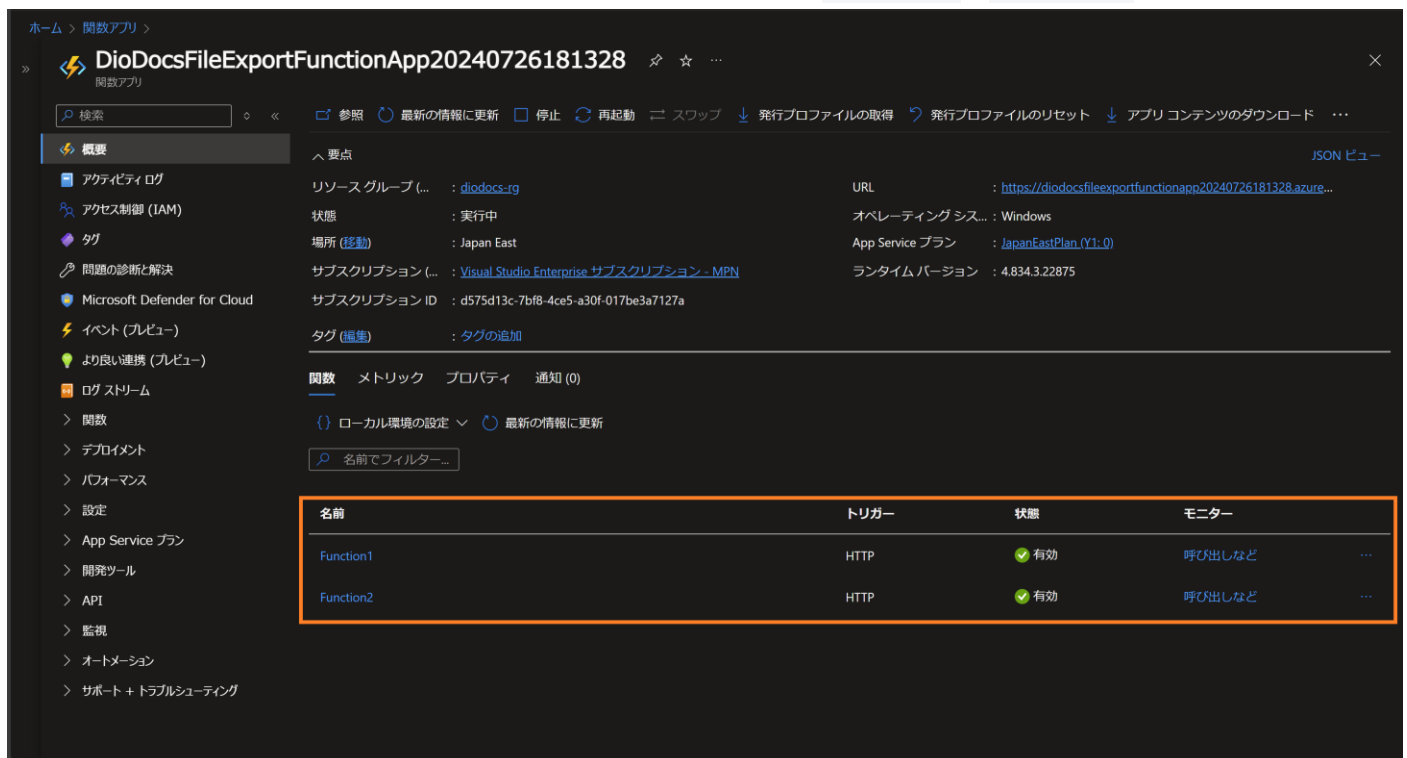 ホーム > 関数アプリ >
DioDocsFileExportFunctionApp20240726181328
関数アプリ
検索
参照 最新の情報に更新 停止 再起動 スワップ 発行プロファイルの取得 発行プロファイルのリセット アプリ コンテンツのダウンロード ...
概要
アクティビティ ログ
アクセス制御 (IAM)
タグ
問題の診断と解決
Microsoft Defender for Cloud
イベント (プレビュー)
より良い連携 (プレビュー)
ログ ストリーム
関数
デプロイメント
パフォーマンス
設定
App Service プラン
開発ツール
API
監視
オートメーション
サポート + トラブルシューティング
要点 JSON ビュー
リソース グループ (... : diodocs-rg
状態 : 実行中
場所 (移動) : Japan East
サブスクリプション (... : Visual Studio Enterprise サブスクリプション - MPN
サブスクリプション ID : d575d13c-7bf8-4ce5-a30f-017be3a7127a
タグ (編集) : タグの追加
URL : https://diodocsfileexportfunctionapp20240726181328.azure...
オペレーティング シス... : Windows
App Service プラン : JapanEastPlan (Y1: 0)
ランタイム バージョン : 4.834.3.22875
関数 メトリック プロパティ 通知 (0)
{} ローカル環境の設定 最新の情報に更新
名前でフィルター...
名前 トリガー 状態 モニター
Function1 HTTP 有効 呼び出しなど ...
Function2 HTTP 有効 呼び出しなど ...